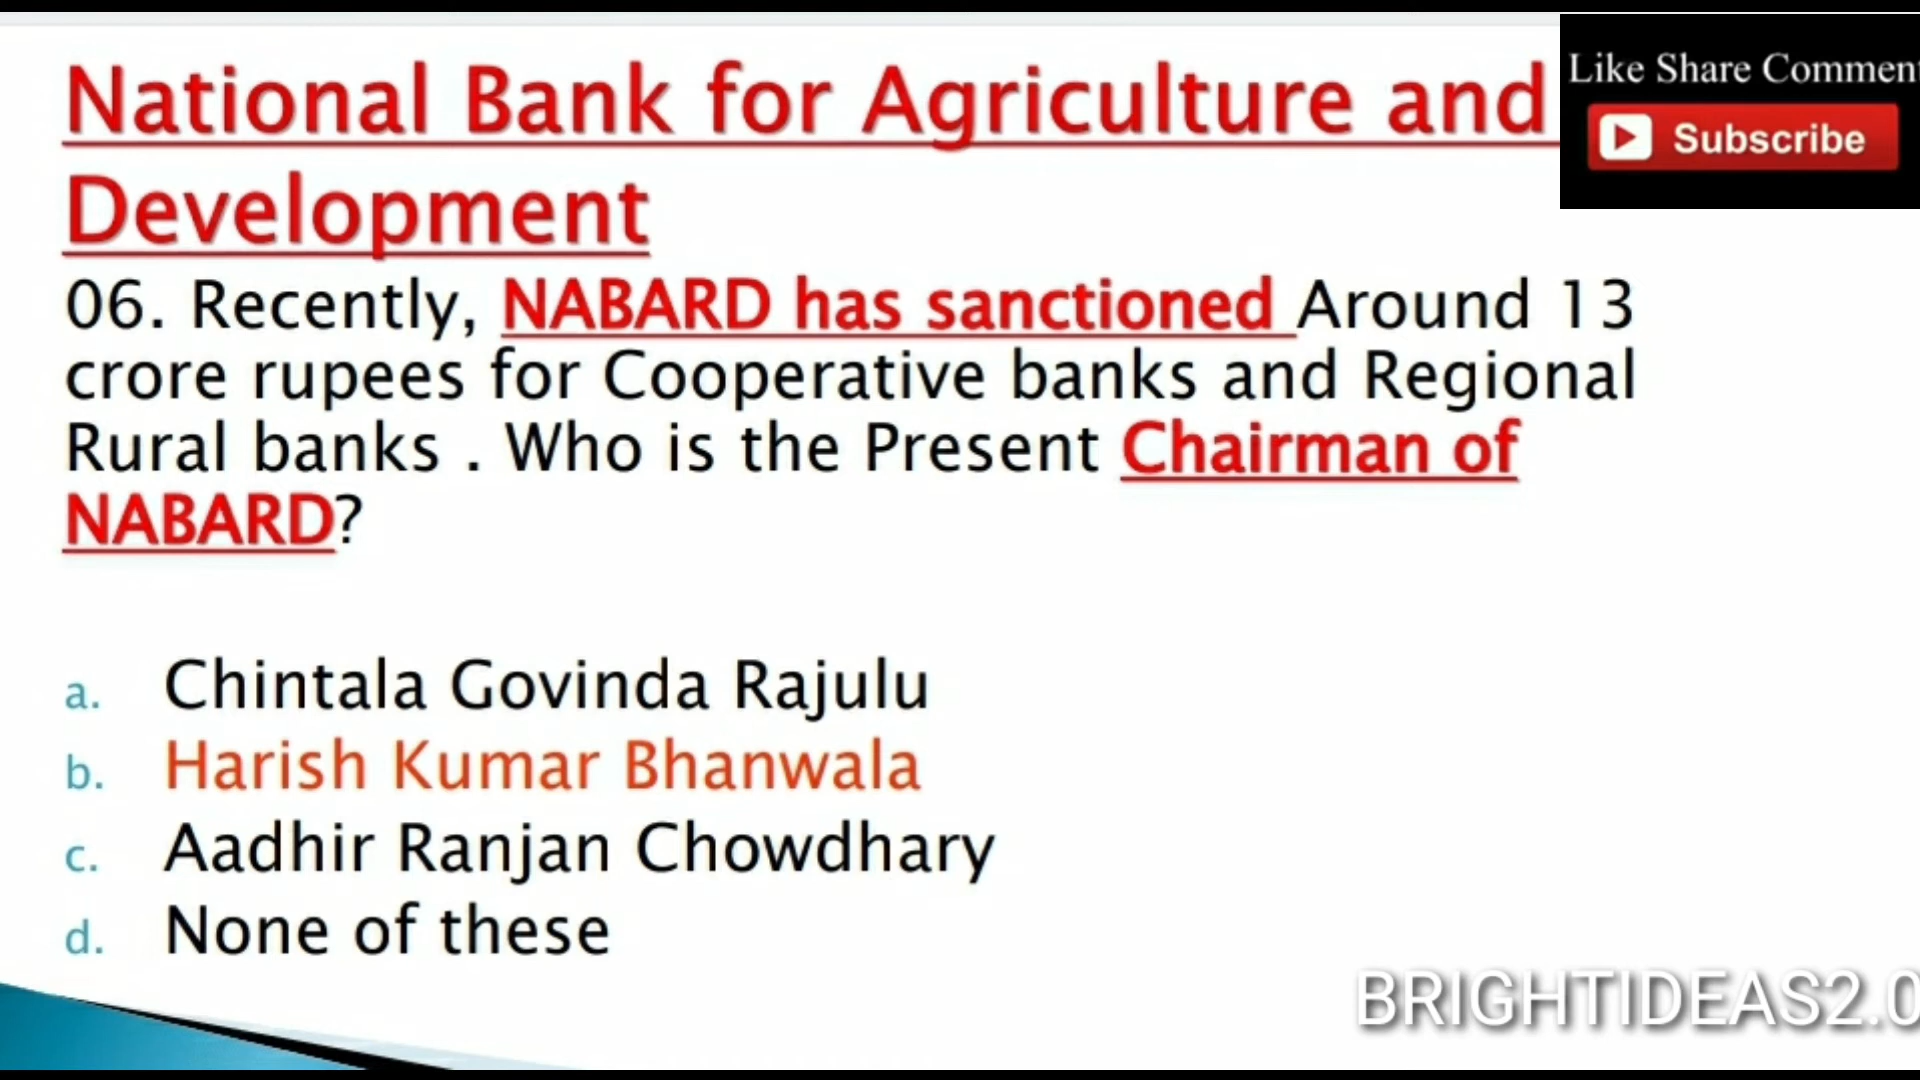 National Bank for Agriculture and
Development
Like Share Commen
Subscribe
06. Recently, NABARD has sanctioned Around 13
crore rupees for Cooperative banks and Regional
Rural banks . Who is the Present Chairman of
NABARD?
a. Chintala Govinda Rajulu
b. Harish Kumar Bhanwala
c. Aadhir Ranjan Chowdhary
d. None of these
BRIGHTIDEAS2.0